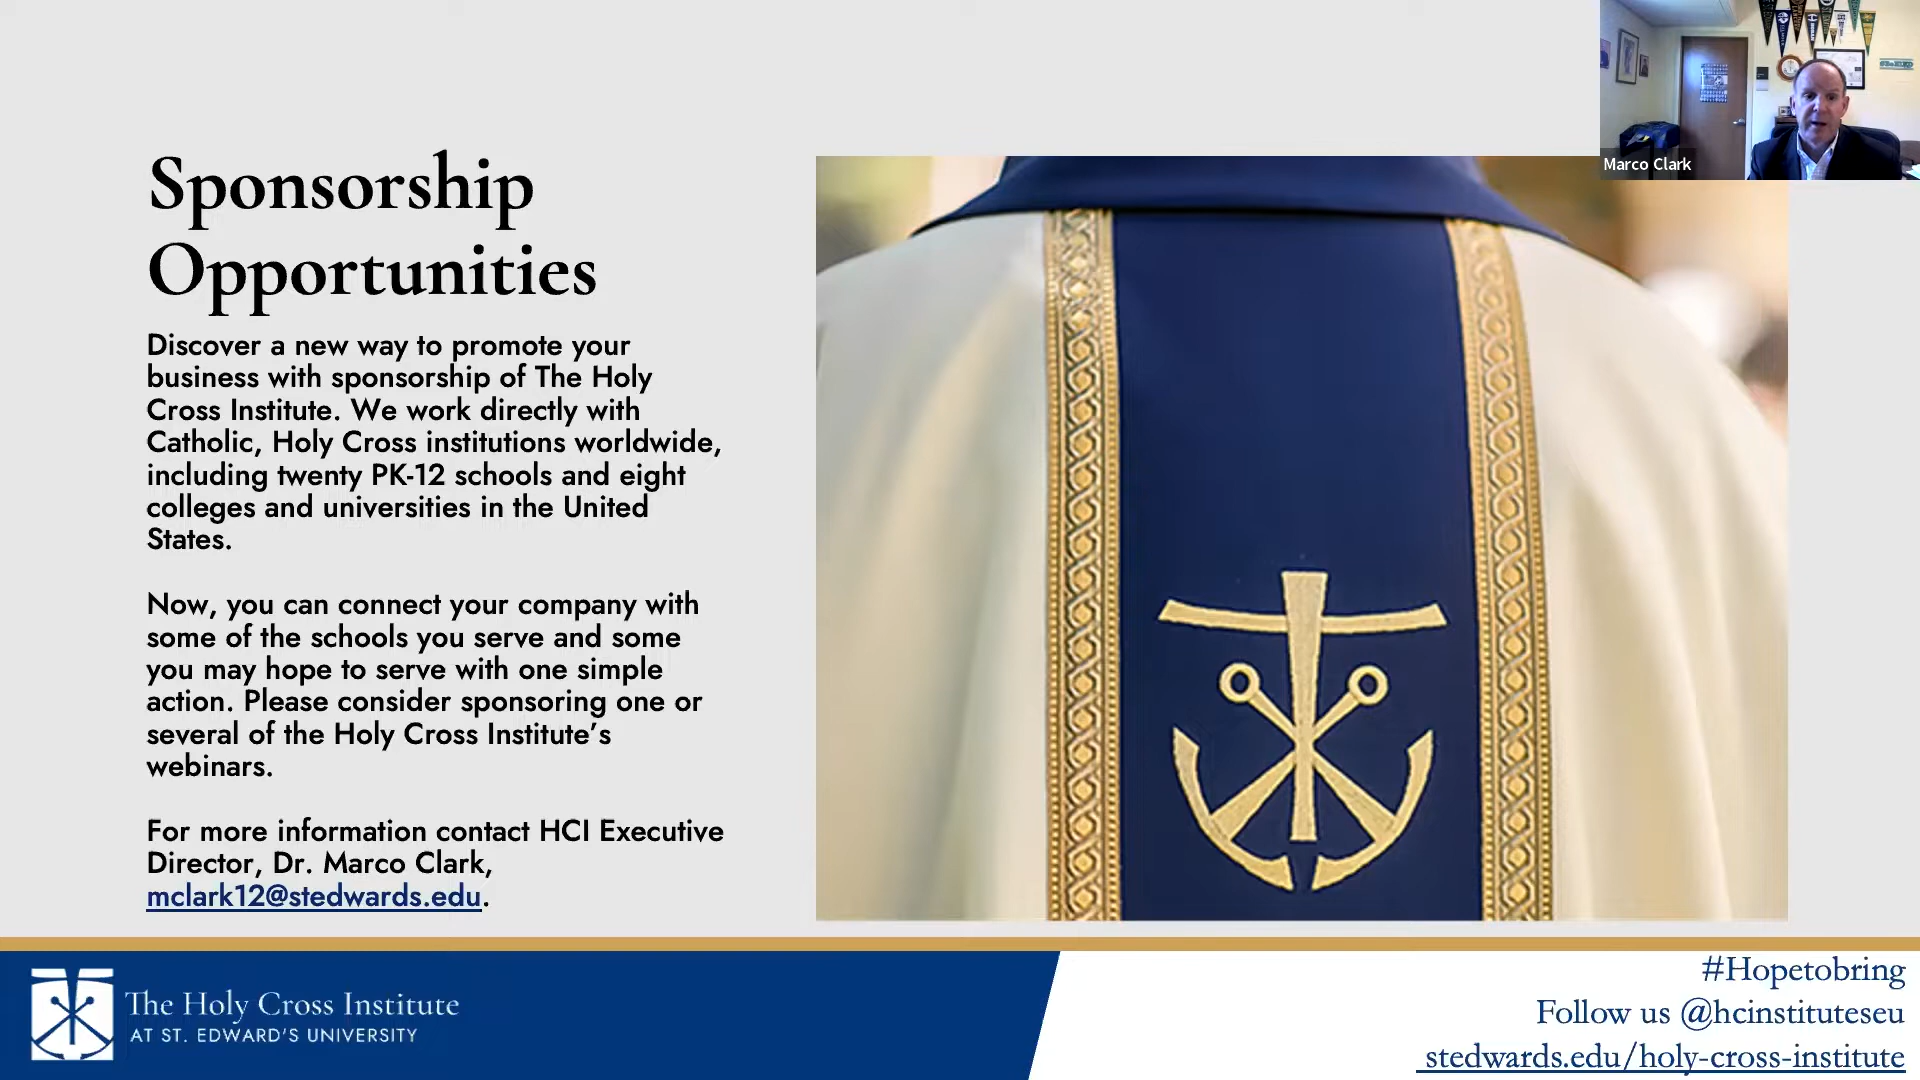 Marco Clark
Sponsorship
Opportunities
Discover a new way to promote your
business with sponsorship of The Holy
Cross Institute. We work directly with
Catholic, Holy Cross institutions worldwide,
including twenty PK-12 schools and eight
colleges and universities in the United
States.
Now, you can connect your company with
some of the schools you serve and some
you may hope to serve with one simple
action. Please consider sponsoring one or
several of the Holy Cross Institute’s
webinars.
For more information contact HCI Executive
Director, Dr. Marco Clark,
mclark12@stedwards.edu.
The Holy Cross Institute
AT ST. EDWARD’S UNIVERSITY
#Hopetobring
Follow us @hcinstituteseu
stedwards.edu/holy-cross-institute